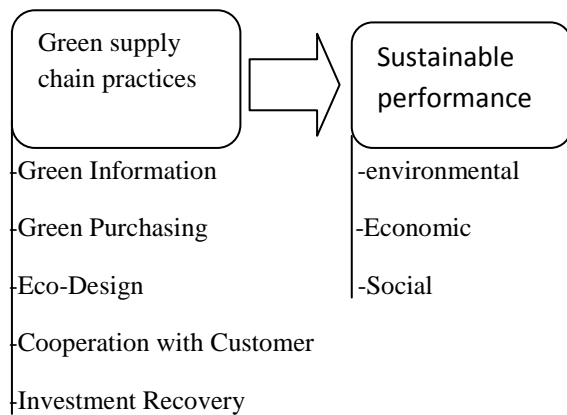 Green supply
chain practices
-Green Information
-Green Purchasing
-Eco-Design
-Cooperation with Customer
-Investment Recovery
Sustainable
performance
-environmental
-Economic
-Social